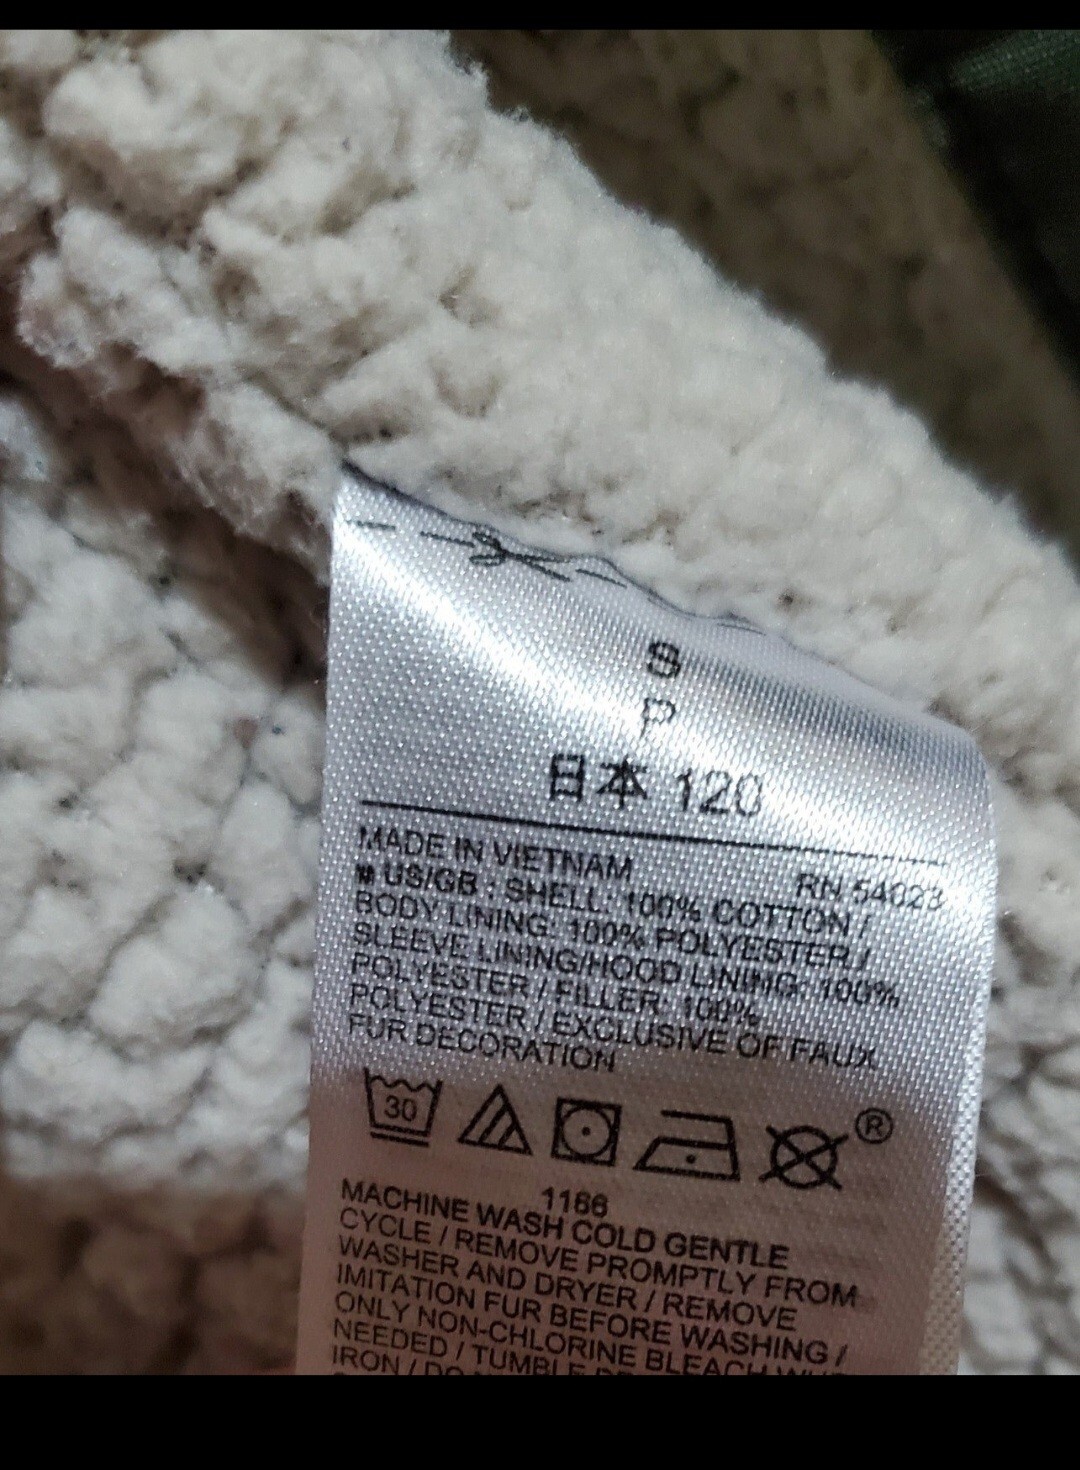 S
P
日本 120
MADE IN VIETNAM
RN 54023
US/GB : SHELL: 100% COTTON /
BODY LINING: 100% POLYESTER /
SLEEVE LINING/HOOD LINING: 100%
POLYESTER / FILLER: 100%
POLYESTER / EXCLUSIVE OF FAUX
FUR DECORATION
30
®
1166
MACHINE WASH COLD GENTLE
CYCLE / REMOVE PROMPTLY FROM
WASHER AND DRYER / REMOVE
IMITATION FUR BEFORE WASHING /
ONLY NON-CHLORINE BLEACH
NEEDED / TUMBLE
IRON / DO